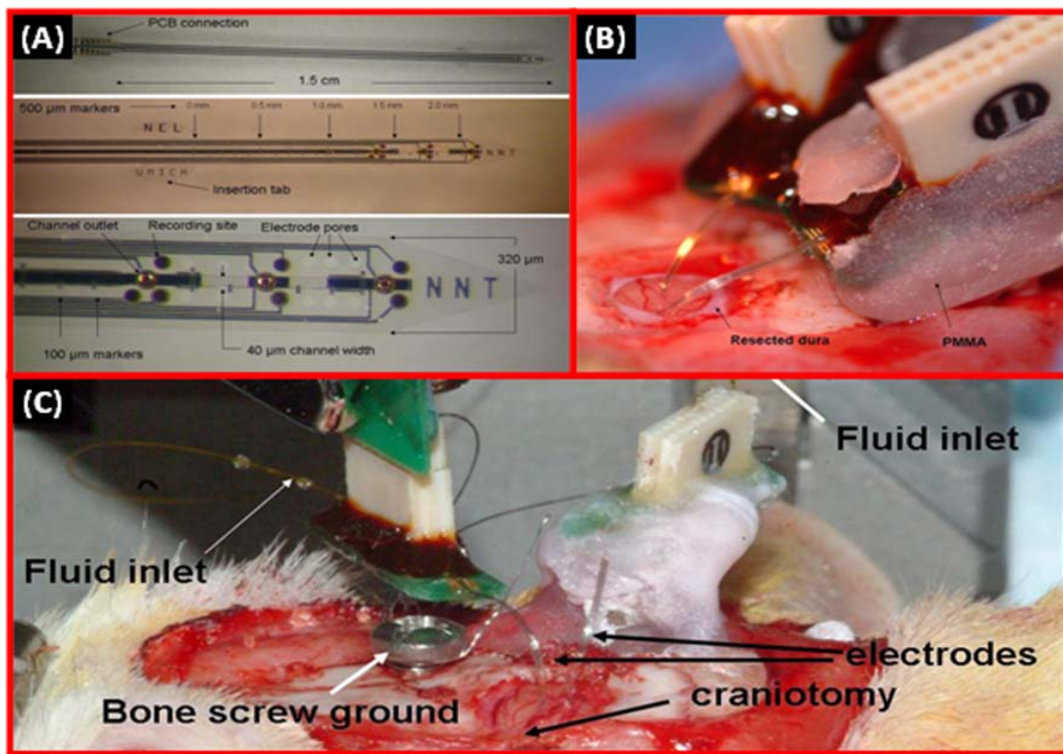 (A)
PCB connection
1.5 cm
500 µm markers
0 mm 0.5 mm 1.0 mm 1.5 mm 2.0 mm
NEL
NNT
UMICH
Insertion tab
Channel outlet Recording site Electrode pores
320 µm
NNT
100 µm markers
40 µm channel width
(B)
Resected dura
PMMA
(C)
Fluid inlet
Fluid inlet
electrodes
Bone screw ground
craniotomy